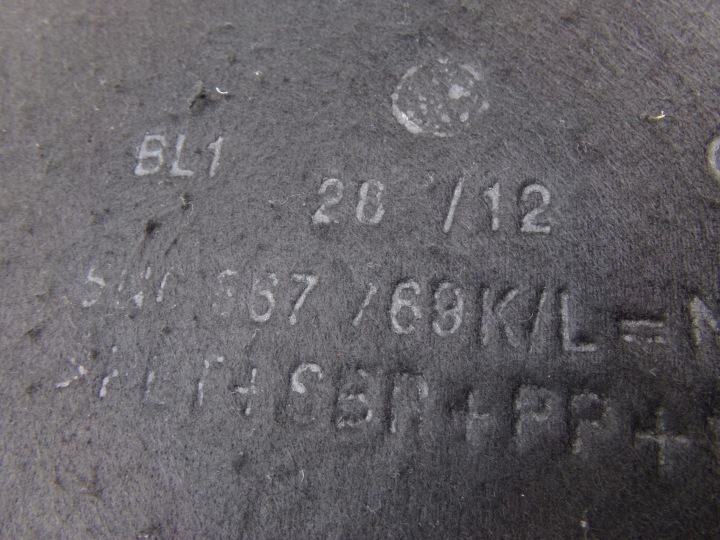 BL1
28 /12
867 /69K/L=
+SBR+PP+